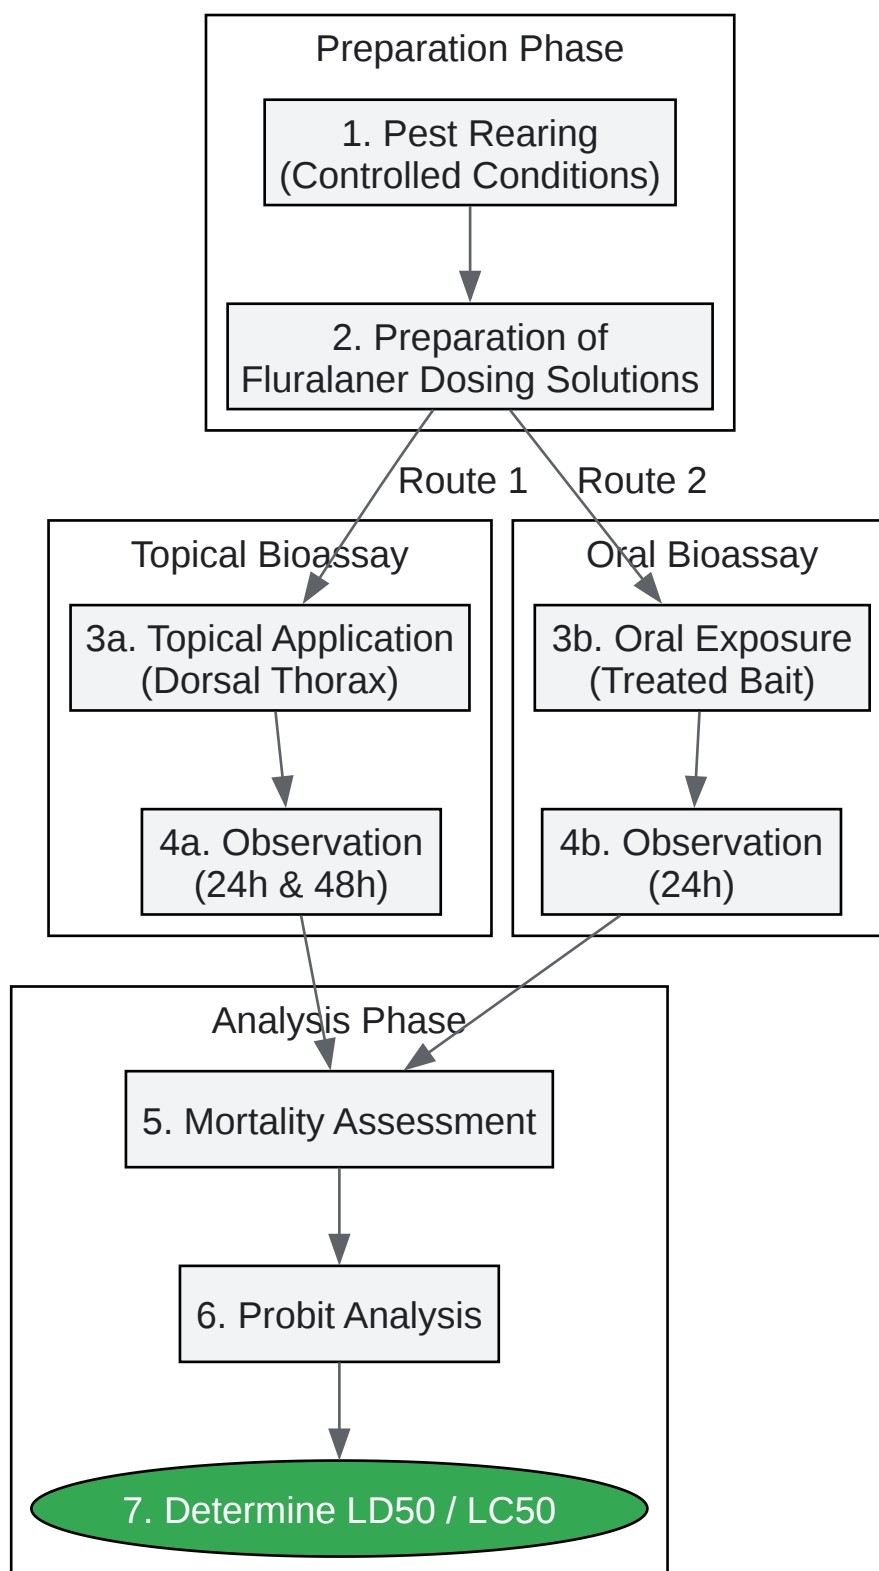 Preparation Phase
1. Pest Rearing
(Controlled Conditions)
2. Preparation of
Fluralaner Dosing Solutions
Route 1
Route 2
Topical Bioassay
3a. Topical Application
(Dorsal Thorax)
4a. Observation
(24h & 48h)
Oral Bioassay
3b. Oral Exposure
(Treated Bait)
4b. Observation
(24h)
Analysis Phase
5. Mortality Assessment
6. Probit Analysis
7. Determine LD50 / LC50